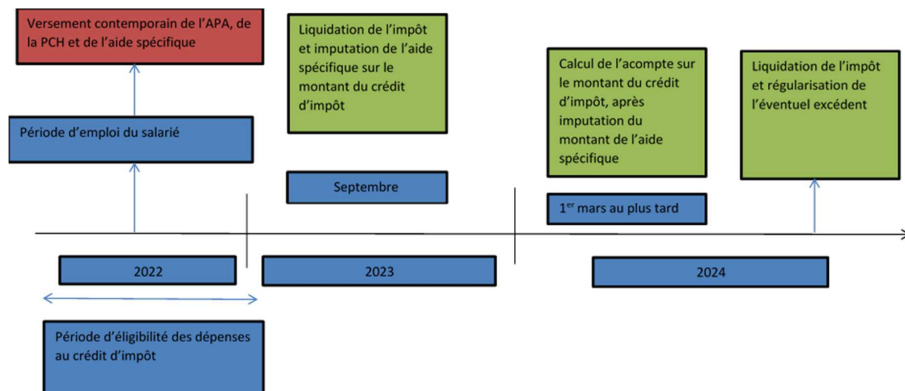 Versement contemporain de l’APA, de
la PCH et de l’aide spécifique
Période d’emploi du salarié
Liquidation de l’impôt
et imputation de l’aide
spécifique sur le
montant du crédit
d’impôt
Septembre
Calcul de l’acompte sur
le montant du crédit
d’impôt, après
imputation du
montant de l’aide
spécifique
1er mars au plus tard
Liquidation de l’impôt
et régularisation de
l’éventuel excédent
2022
2023
2024
Période d’éligibilité des dépenses
au crédit d’impôt